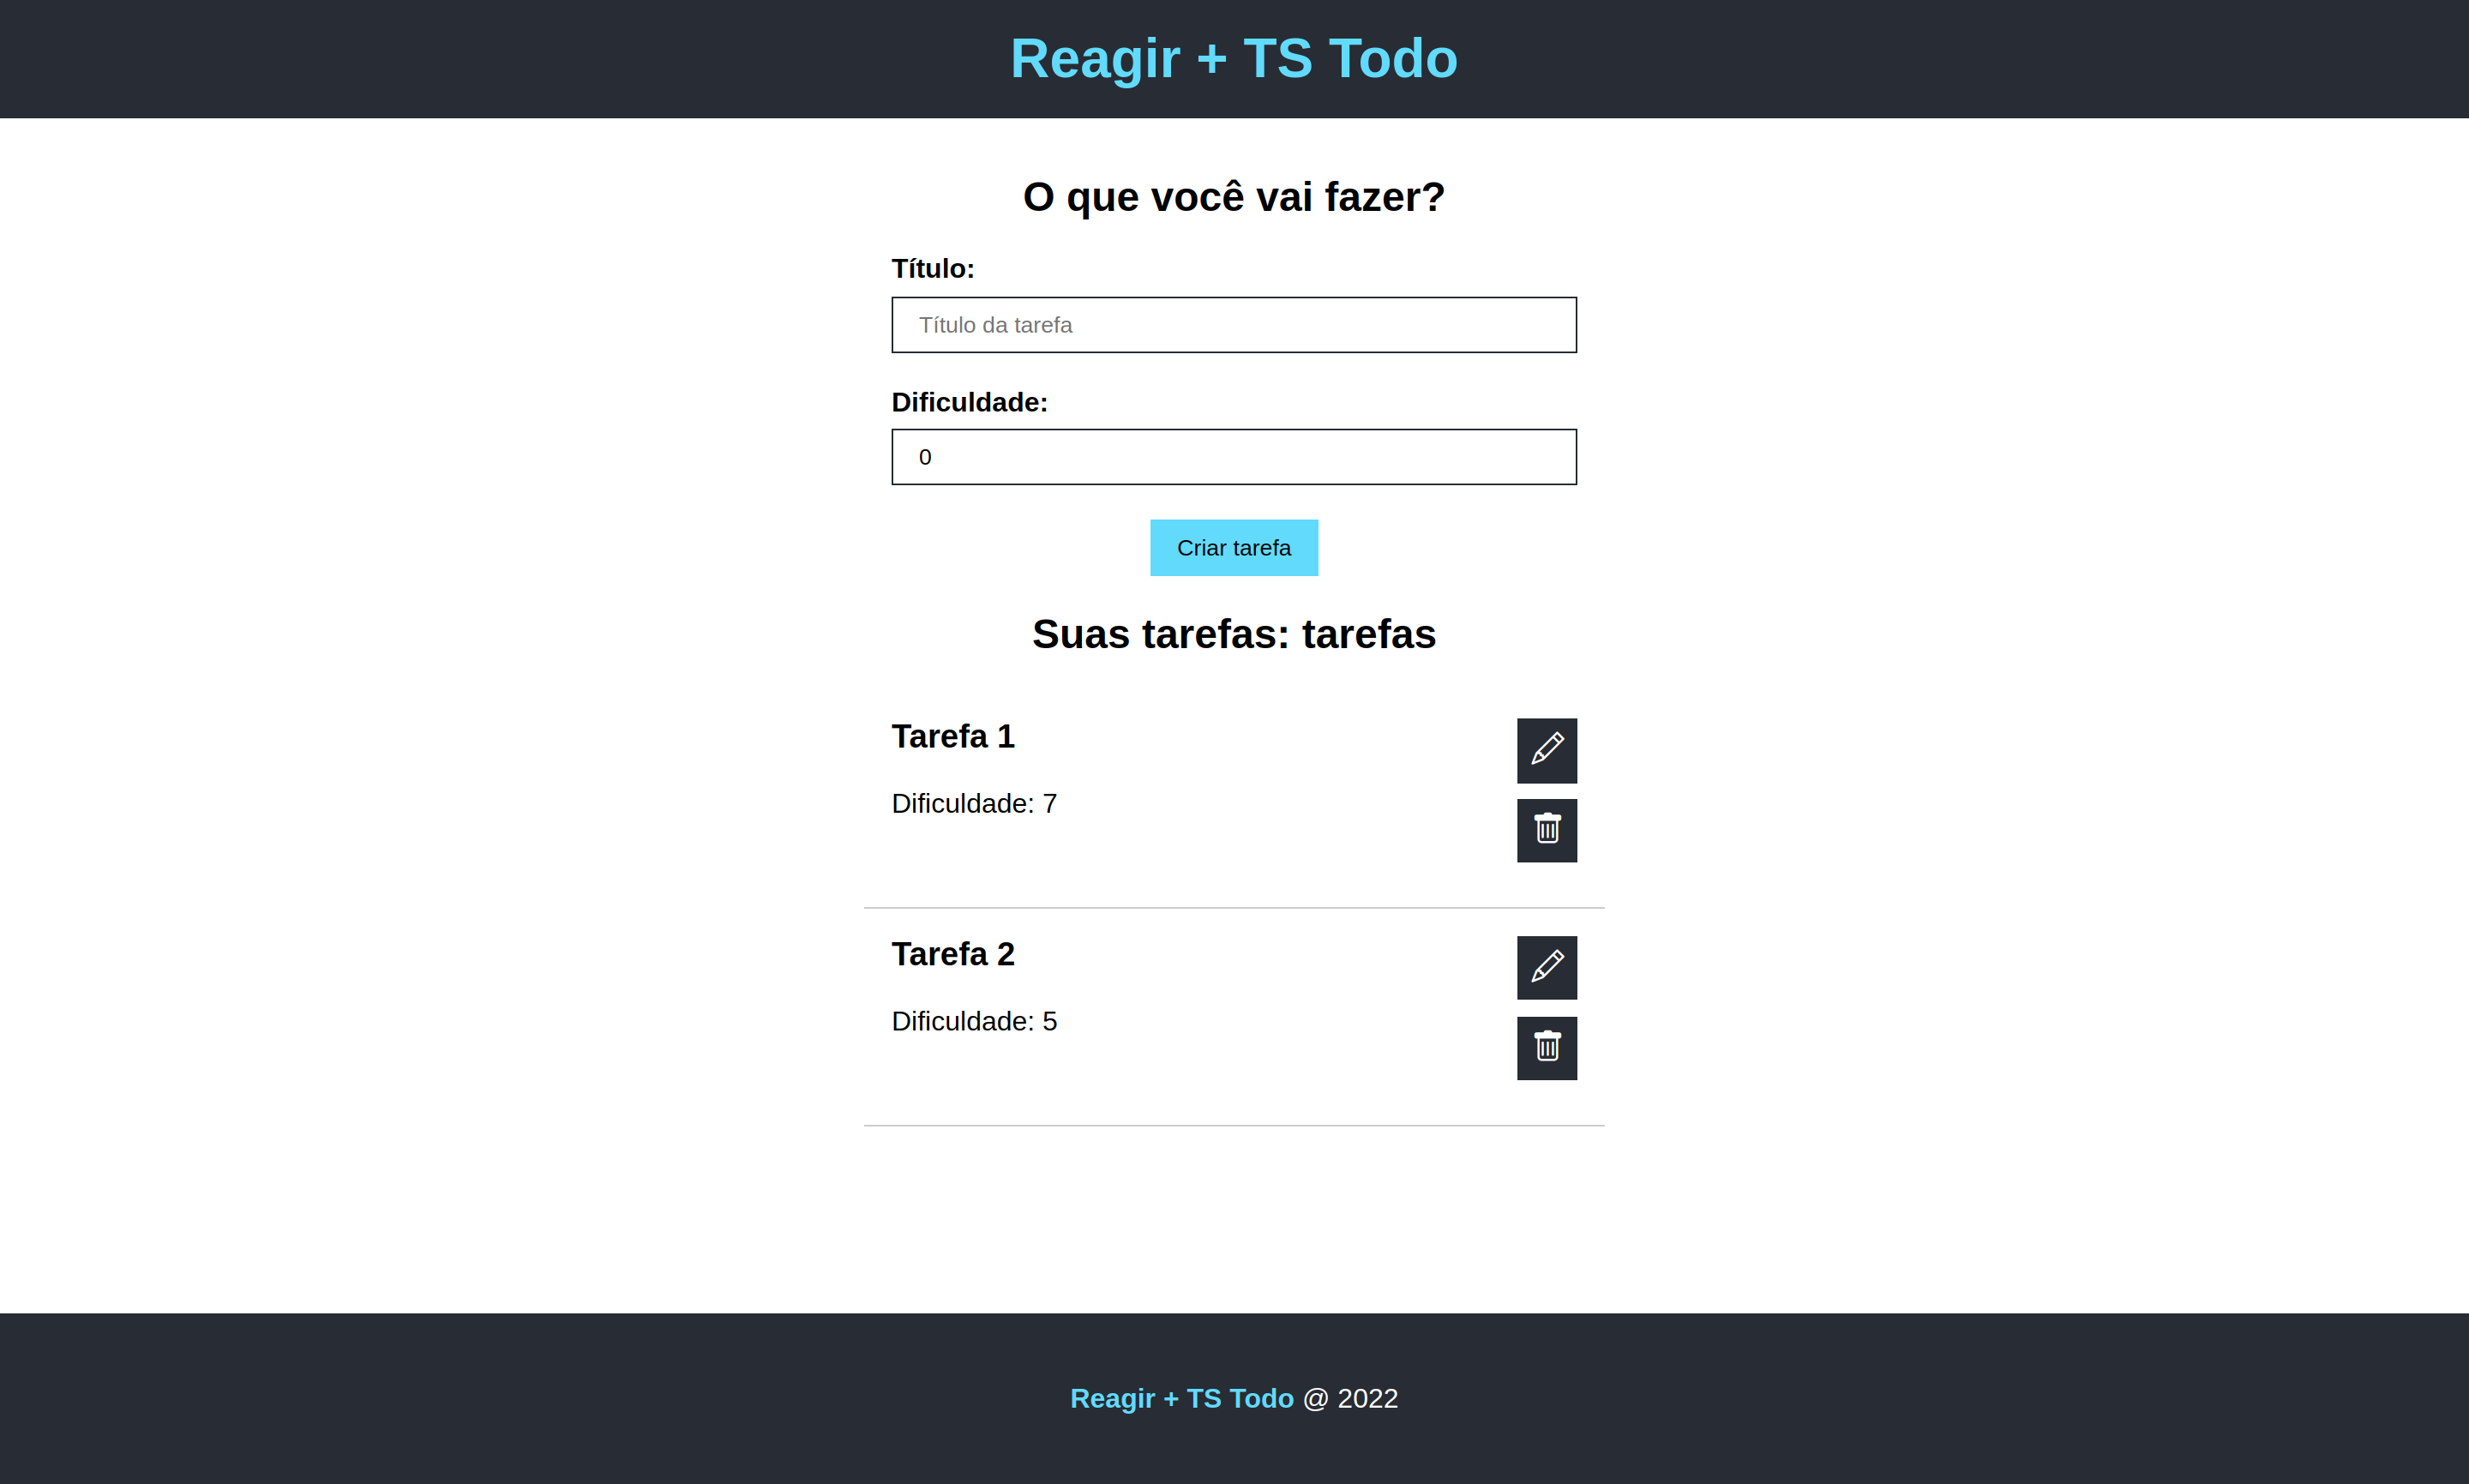 Reagir + TS Todo
O que você vai fazer?
Título:
Título da tarefa
Dificuldade:
0
Criar tarefa
Suas tarefas: tarefas
Tarefa 1
Dificuldade: 7
Tarefa 2
Dificuldade: 5
Reagir + TS Todo @ 2022